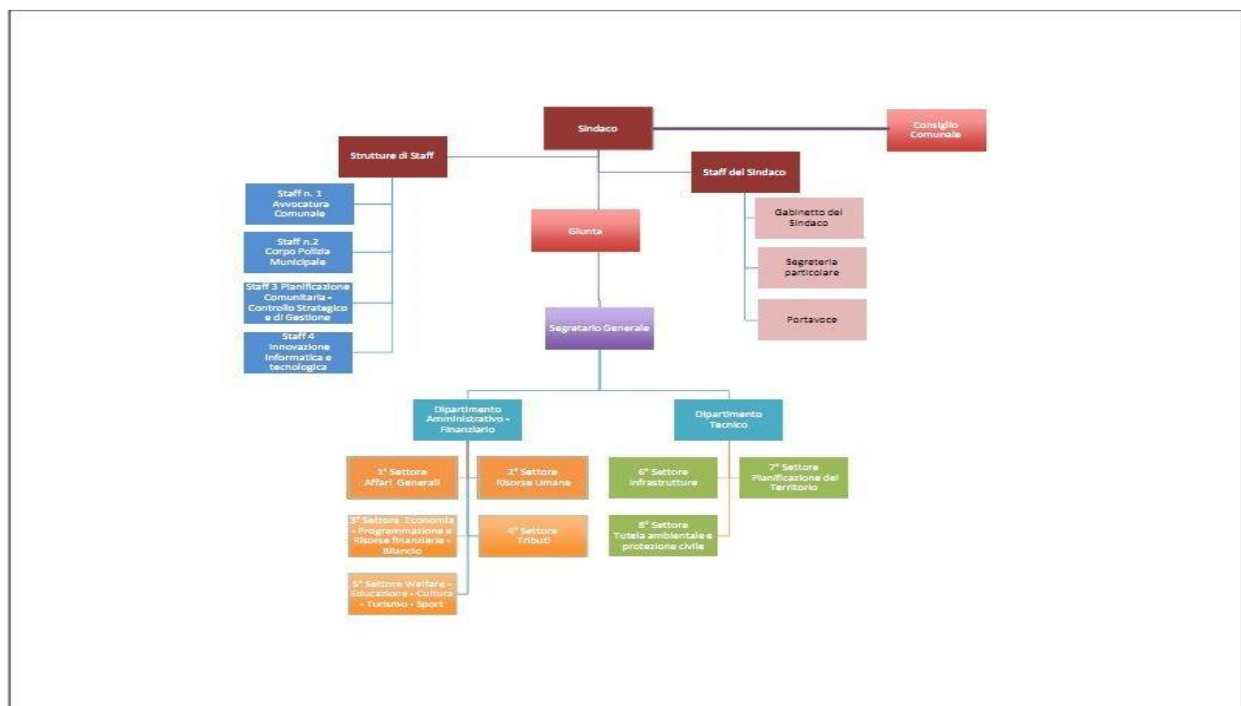 Sindaco
Consiglio
Comunale
Strutture di Staff
Staff del Sindaco
Staff n. 1
Avvocatura
Comunale
Staff n.2
Corpo Polizia
Municipale
Staff 3 Planificazione
Comunitaria -
Controllo Strategico
e di Gestione
Staff 4
Innovazione
informatica e
tecnologica
Giunta
Gabinetto del
Sindaco
Segreteria
particolare
Portavoce
Segretario Generale
Dipartimento
Amministrativo -
Finanziario
Dipartimento
Tecnico
1° Settore
Affari Generali
2° Settore
Risorse Umane
3° Settore Economia
- Programmazione e
Risorse finanziarie -
Bilancio
4° Settore
Tributi
5° Settore Welfare -
Educazione - Cultura
- Turismo - Sport
6° Settore
Infrastrutture
7° Settore
Pianificazione del
Territorio
8° Settore
Tutela ambientale e
protezione civile